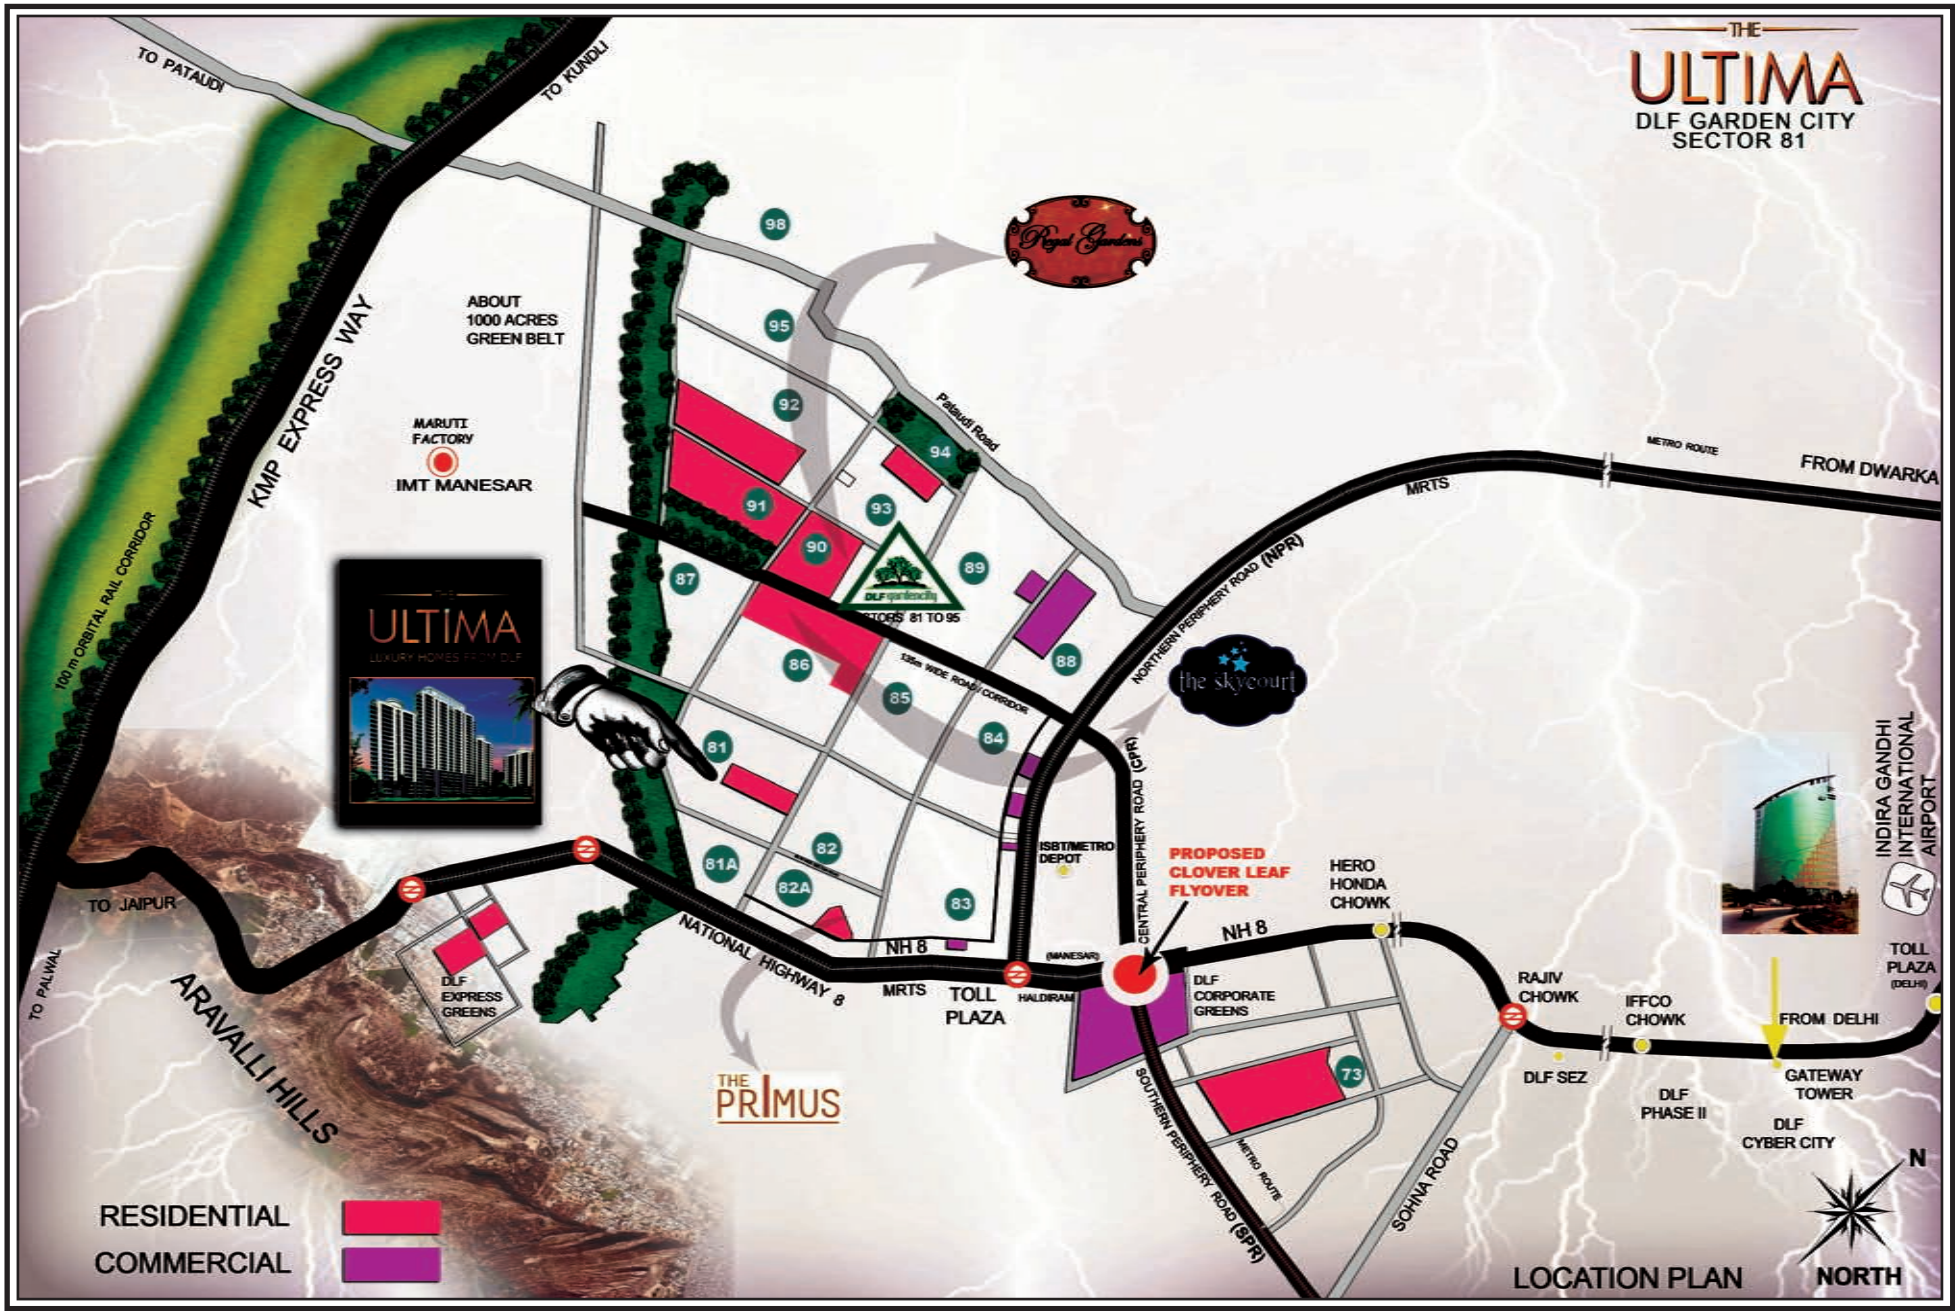 THE
ULTIMA
DLF GARDEN CITY
SECTOR 81
TO PATAUDI
TO KUNDLI
98
Regal Gardens
ABOUT
1000 ACRES
GREEN BELT
95
KMP EXPRESS WAY
92
Pataudi Road
MARUTI
FACTORY
IMT MANESAR
94
METRO ROUTE
FROM DWARKA
MRTS
91
93
90
89
87
DLF gardencity
TORS 81 TO 95
100 m ORBITAL RAIL CORRIDOR
NORTHERN PERIPHERY ROAD (NPR)
THE
ULTIMA
LUXURY HOMES FROM DLF
86
88
135m WIDE ROAD/CORRIDOR
the skycourt
85
84
81
CENTRAL PERIPHERY ROAD (CPR)
INDIRA GANDHI
INTERNATIONAL
AIRPORT
82
81A
82A
83
ISBT/METRO
DEPOT
PROPOSED
CLOVER LEAF
FLYOVER
HERO
HONDA
CHOWK
TO JAIPUR
NATIONAL HIGHWAY 8
NH 8
NH 8
(MANESAR)
MRTS
TOLL
PLAZA
HALDIRAM
DLF
CORPORATE
GREENS
RAJIV
CHOWK
IFFCO
CHOWK
FROM DELHI
TOLL
PLAZA
(DELHI)
TO PALWAL
ARAVALLI HILLS
DLF
EXPRESS
GREENS
THE
PRIMUS
73
DLF SEZ
DLF
PHASE II
GATEWAY
TOWER
DLF
CYBER CITY
SOUTHERN PERIPHERY ROAD (SPR)
METRO ROUTE
SOHNA ROAD
N
RESIDENTIAL
COMMERCIAL
LOCATION PLAN
NORTH